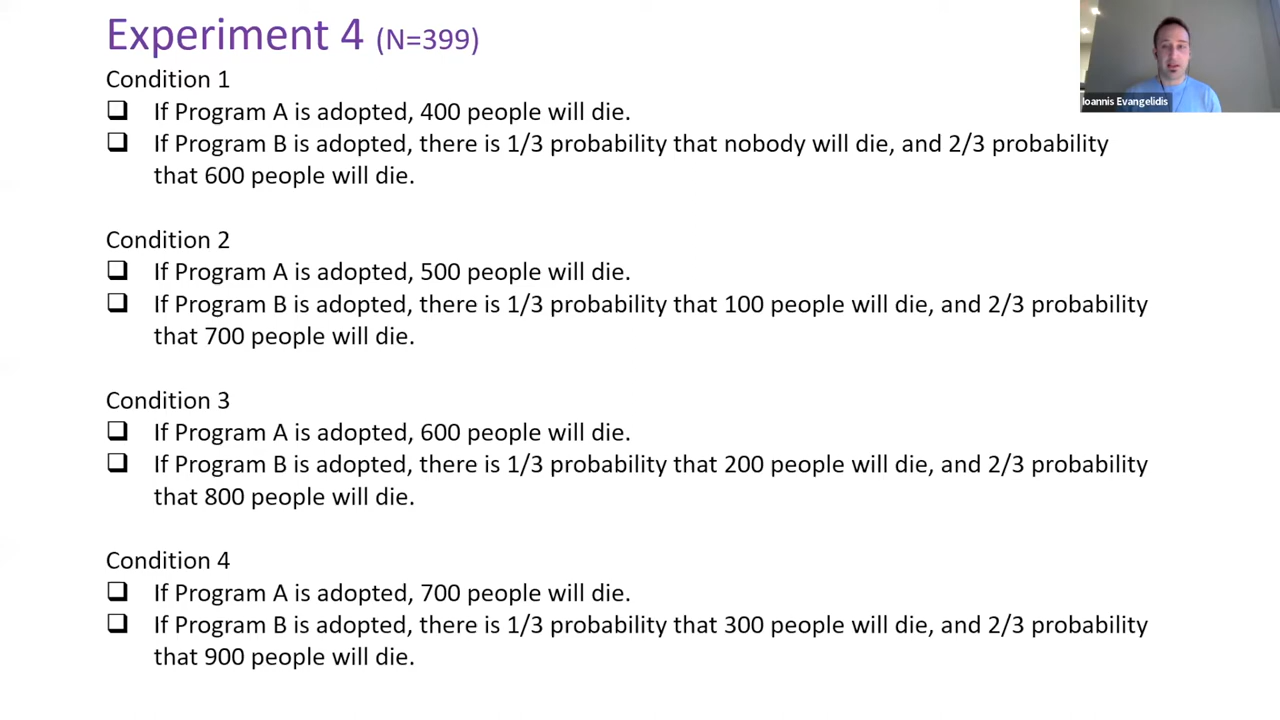 Experiment 4 (N=399)
Ioannis Evangelidis
Condition 1
If Program A is adopted, 400 people will die.
If Program B is adopted, there is 1/3 probability that nobody will die, and 2/3 probability
that 600 people will die.
Condition 2
If Program A is adopted, 500 people will die.
If Program B is adopted, there is 1/3 probability that 100 people will die, and 2/3 probability
that 700 people will die.
Condition 3
If Program A is adopted, 600 people will die.
If Program B is adopted, there is 1/3 probability that 200 people will die, and 2/3 probability
that 800 people will die.
Condition 4
If Program A is adopted, 700 people will die.
If Program B is adopted, there is 1/3 probability that 300 people will die, and 2/3 probability
that 900 people will die.